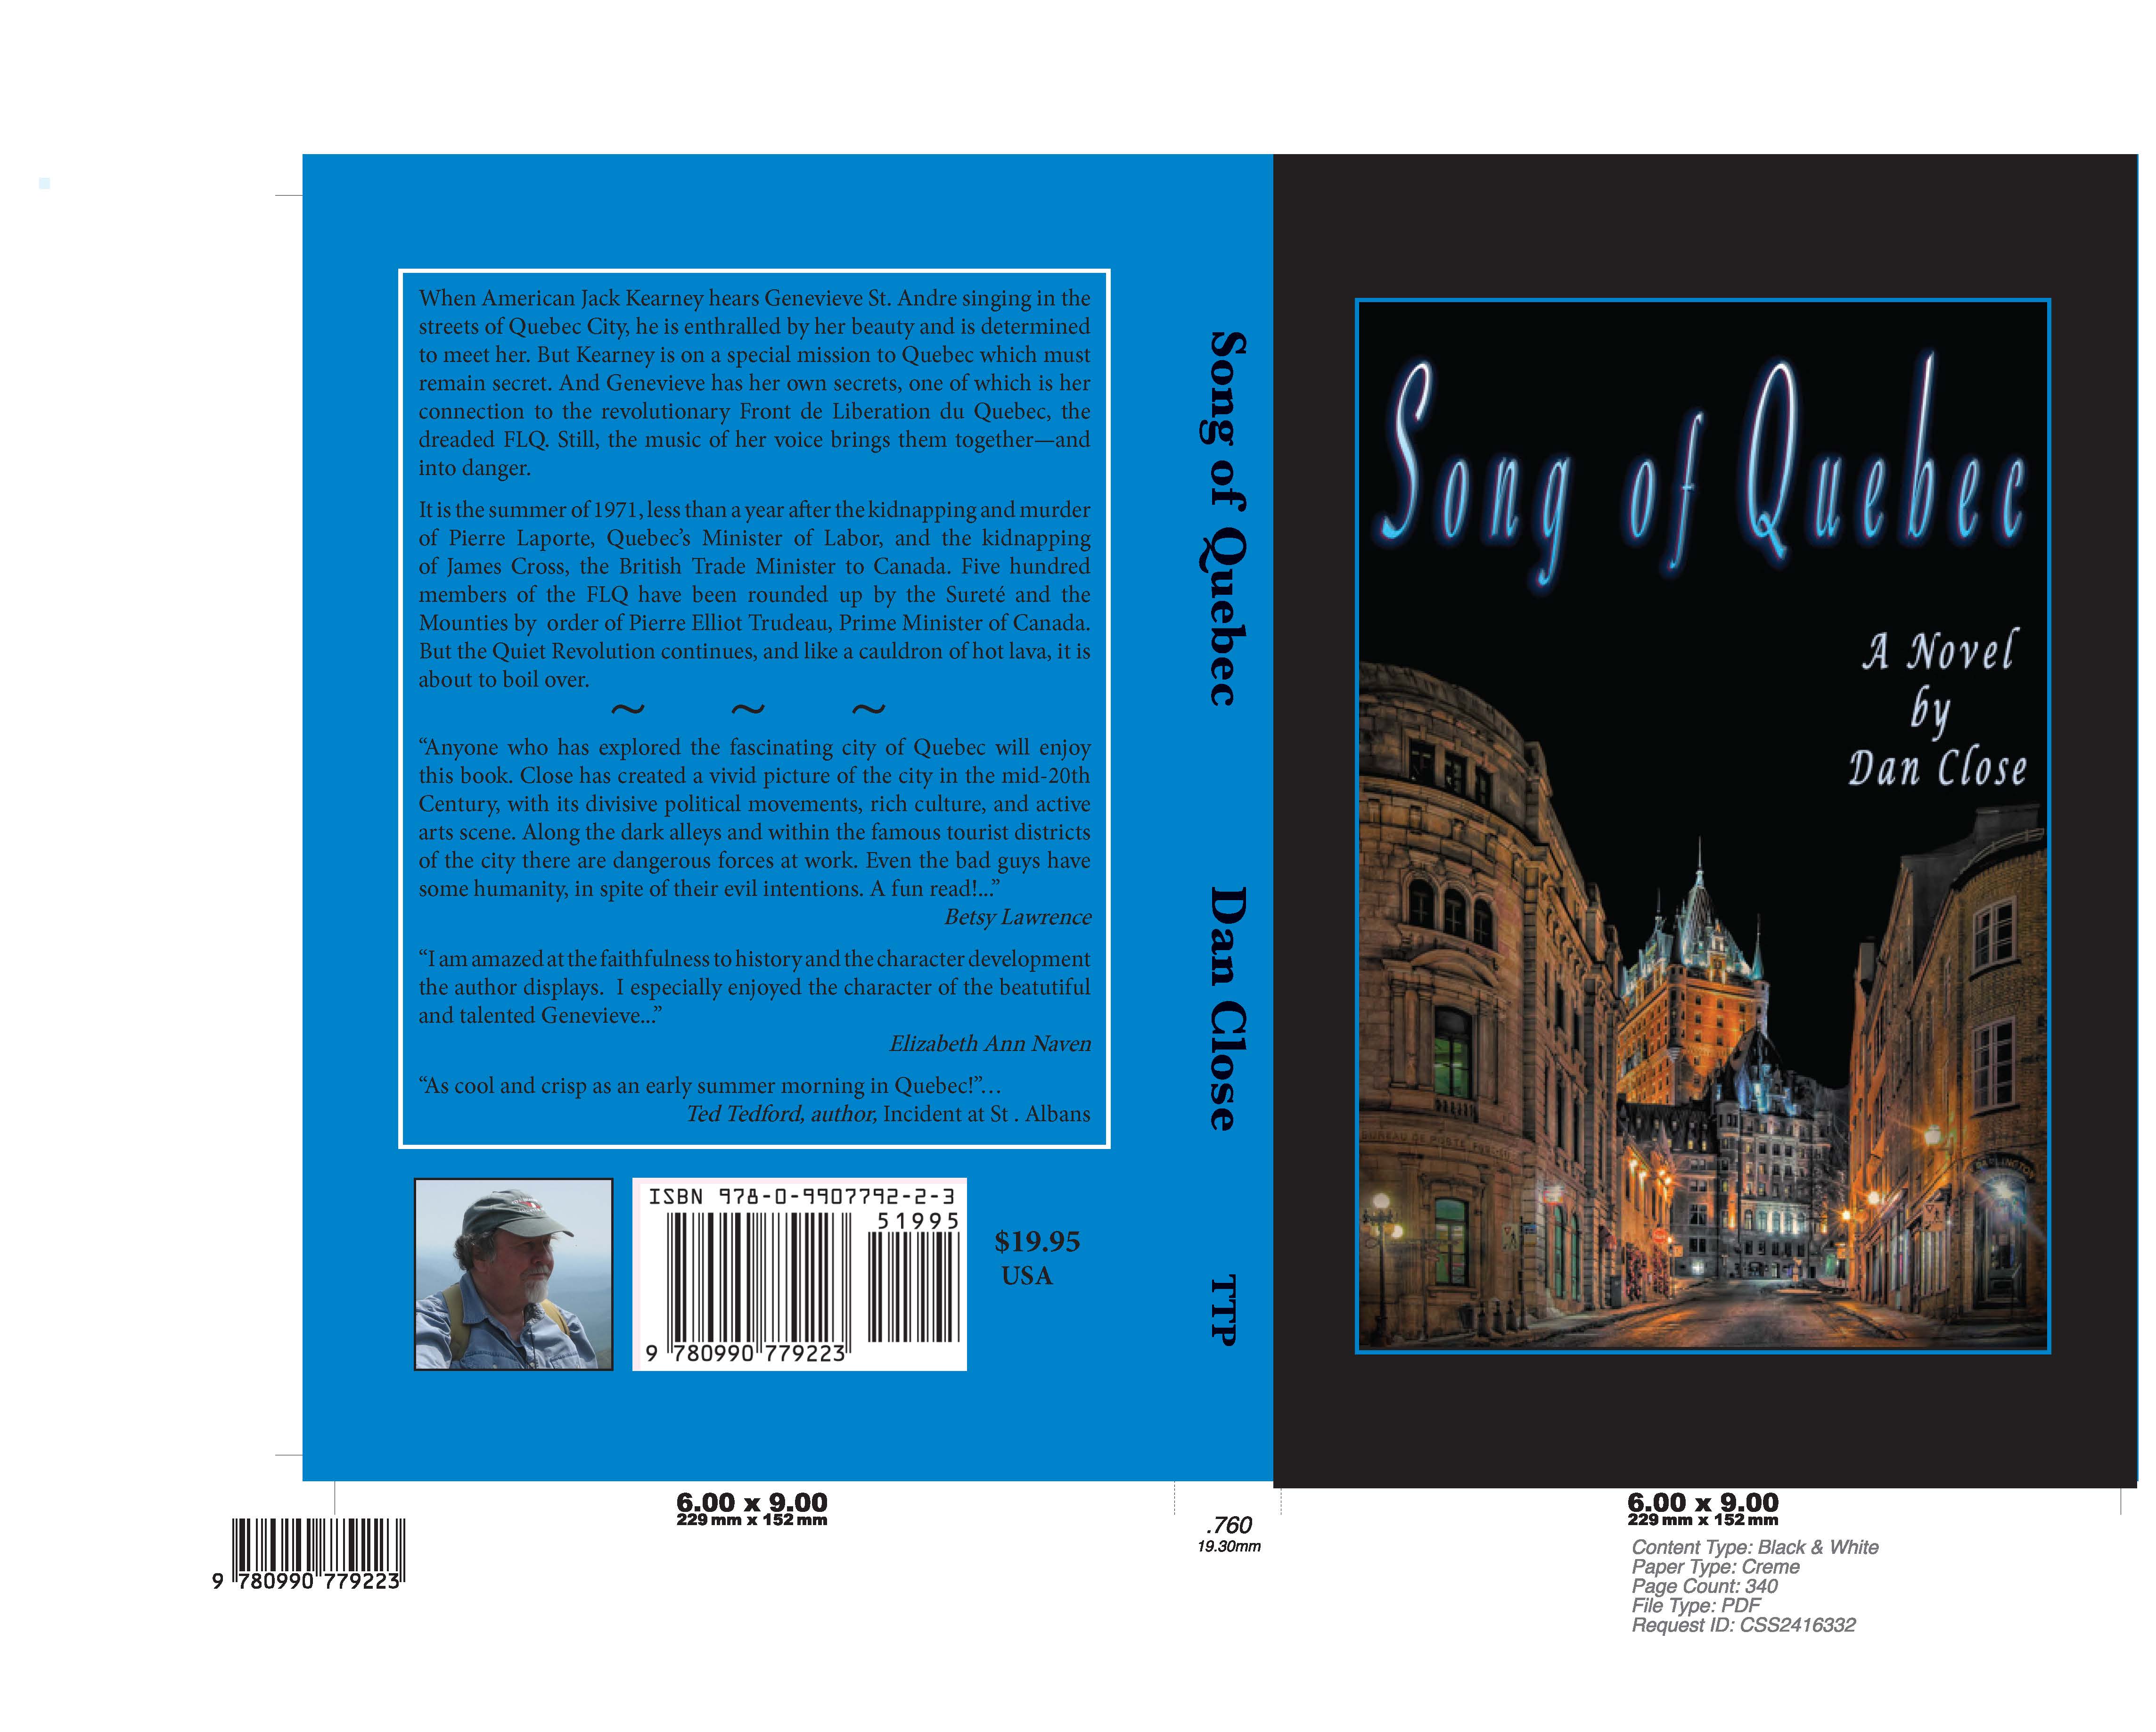 When American Jack Kearney hears Genevieve St. Andre singing in the
streets of Quebec City, he is enthralled by her beauty and is determined
to meet her. But Kearney is on a special mission to Quebec which must
remain secret. And Genevieve has her own secrets, one of which is her
connection to the revolutionary Front de Liberation du Quebec, the
dreaded FLQ. Still, the music of her voice brings them together—and
into danger.
It is the summer of 1971, less than a year after the kidnapping and murder
of Pierre Laporte, Quebec's Minister of Labor, and the kidnapping
of James Cross, the British Trade Minister to Canada. Five hundred
members of the FLQ have been rounded up by the Sureté and the
Mounties by order of Pierre Elliot Trudeau, Prime Minister of Canada.
But the Quiet Revolution continues, and like a cauldron of hot lava, it is
about to boil over.
~ ~ ~
“Anyone who has explored the fascinating city of Quebec will enjoy
this book. Close has created a vivid picture of the city in the mid-20th
Century, with its divisive political movements, rich culture, and active
arts scene. Along the dark alleys and within the famous tourist districts
of the city there are dangerous forces at work. Even the bad guys have
some humanity, in spite of their evil intentions. A fun read!...”
Betsy Lawrence
“I am amazed at the faithfulness to history and the character development
the author displays. I especially enjoyed the character of the beatutiful
and talented Genevieve...”
Elizabeth Ann Naven
“As cool and crisp as an early summer morning in Quebec!”…
Ted Tedford, author, Incident at St . Albans
ISBN 978-0-9907792-2-3
51995
9 780990 779223
$19.95
USA
Song of Quebec
Dan Close
TTP
Song of Quebec
A Novel
by
Dan Close
BUREAU DE POSTE
6.00 x 9.00
229 mm x 152 mm
.760
19.30mm
6.00 x 9.00
229 mm x 152 mm
Content Type: Black & White
Paper Type: Creme
Page Count: 340
File Type: PDF
Request ID: CSS2416332
9 780990 779223